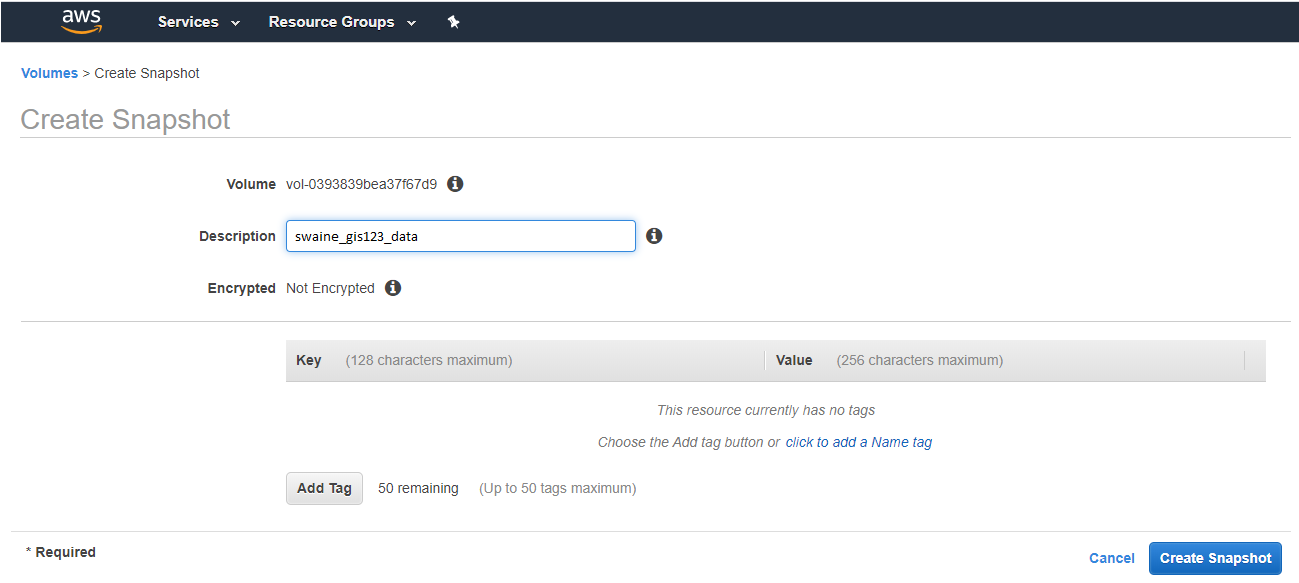 aws Services Resource Groups
Volumes > Create Snapshot
Create Snapshot
Volume vol-0393839bea37f67d9
Description swaine_gis123_data
Encrypted Not Encrypted
Key (128 characters maximum) Value (256 characters maximum)
This resource currently has no tags
Choose the Add tag button or click to add a Name tag
Add Tag 50 remaining (Up to 50 tags maximum)
* Required
Cancel Create Snapshot